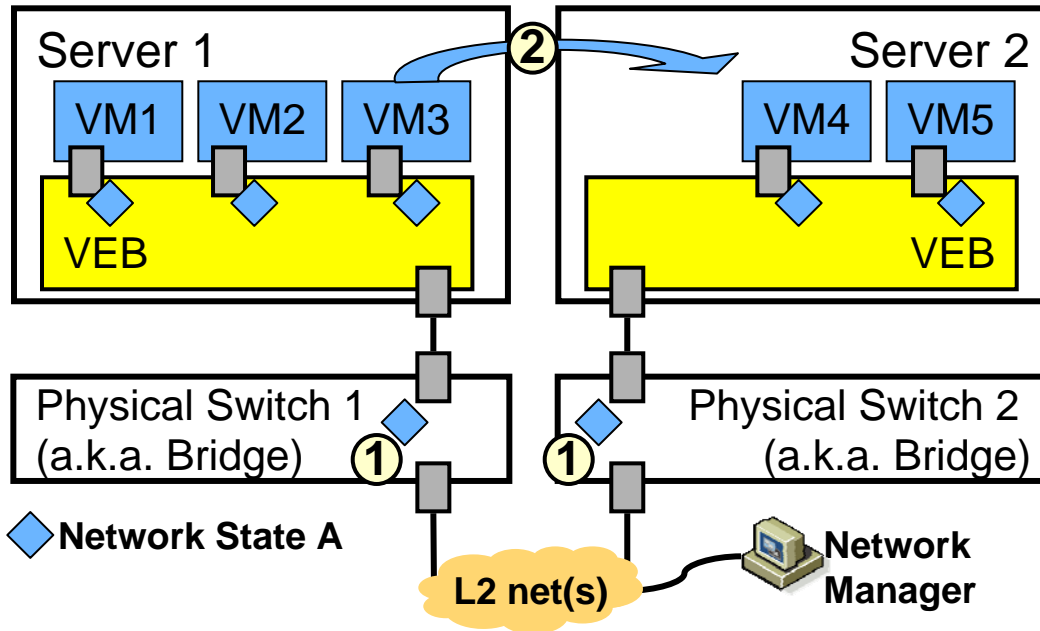 Server 1
2
Server 2
VM1
VM2
VM3
VM4
VM5
VEB
VEB
Physical Switch 1
(a.k.a. Bridge)
1
Physical Switch 2
(a.k.a. Bridge)
1
Network State A
L2 net(s)
Network
Manager